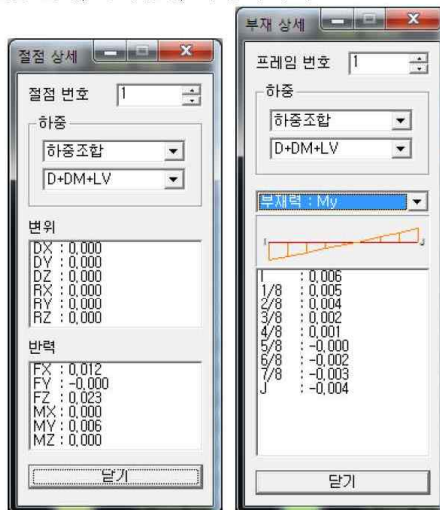 절점 상세
절점 번호 1
하중
하중조합
D+DM+LV
변위
DX : 0,000
DY : 0,000
DZ : 0,000
RX : 0,000
RY : 0,000
RZ : 0,000
반력
FX : 0,012
FY : -0,000
FZ : 0,023
MX : 0,000
MY : 0,006
MZ : 0,000
닫기
부재 상세
프레임 번호 1
하중
하중조합
D+DM+LV
부재력 : My
I J
I : 0,006
1/8 : 0,005
2/8 : 0,004
3/8 : 0,002
4/8 : 0,001
5/8 : -0,000
6/8 : -0,002
7/8 : -0,003
J : -0,004
닫기